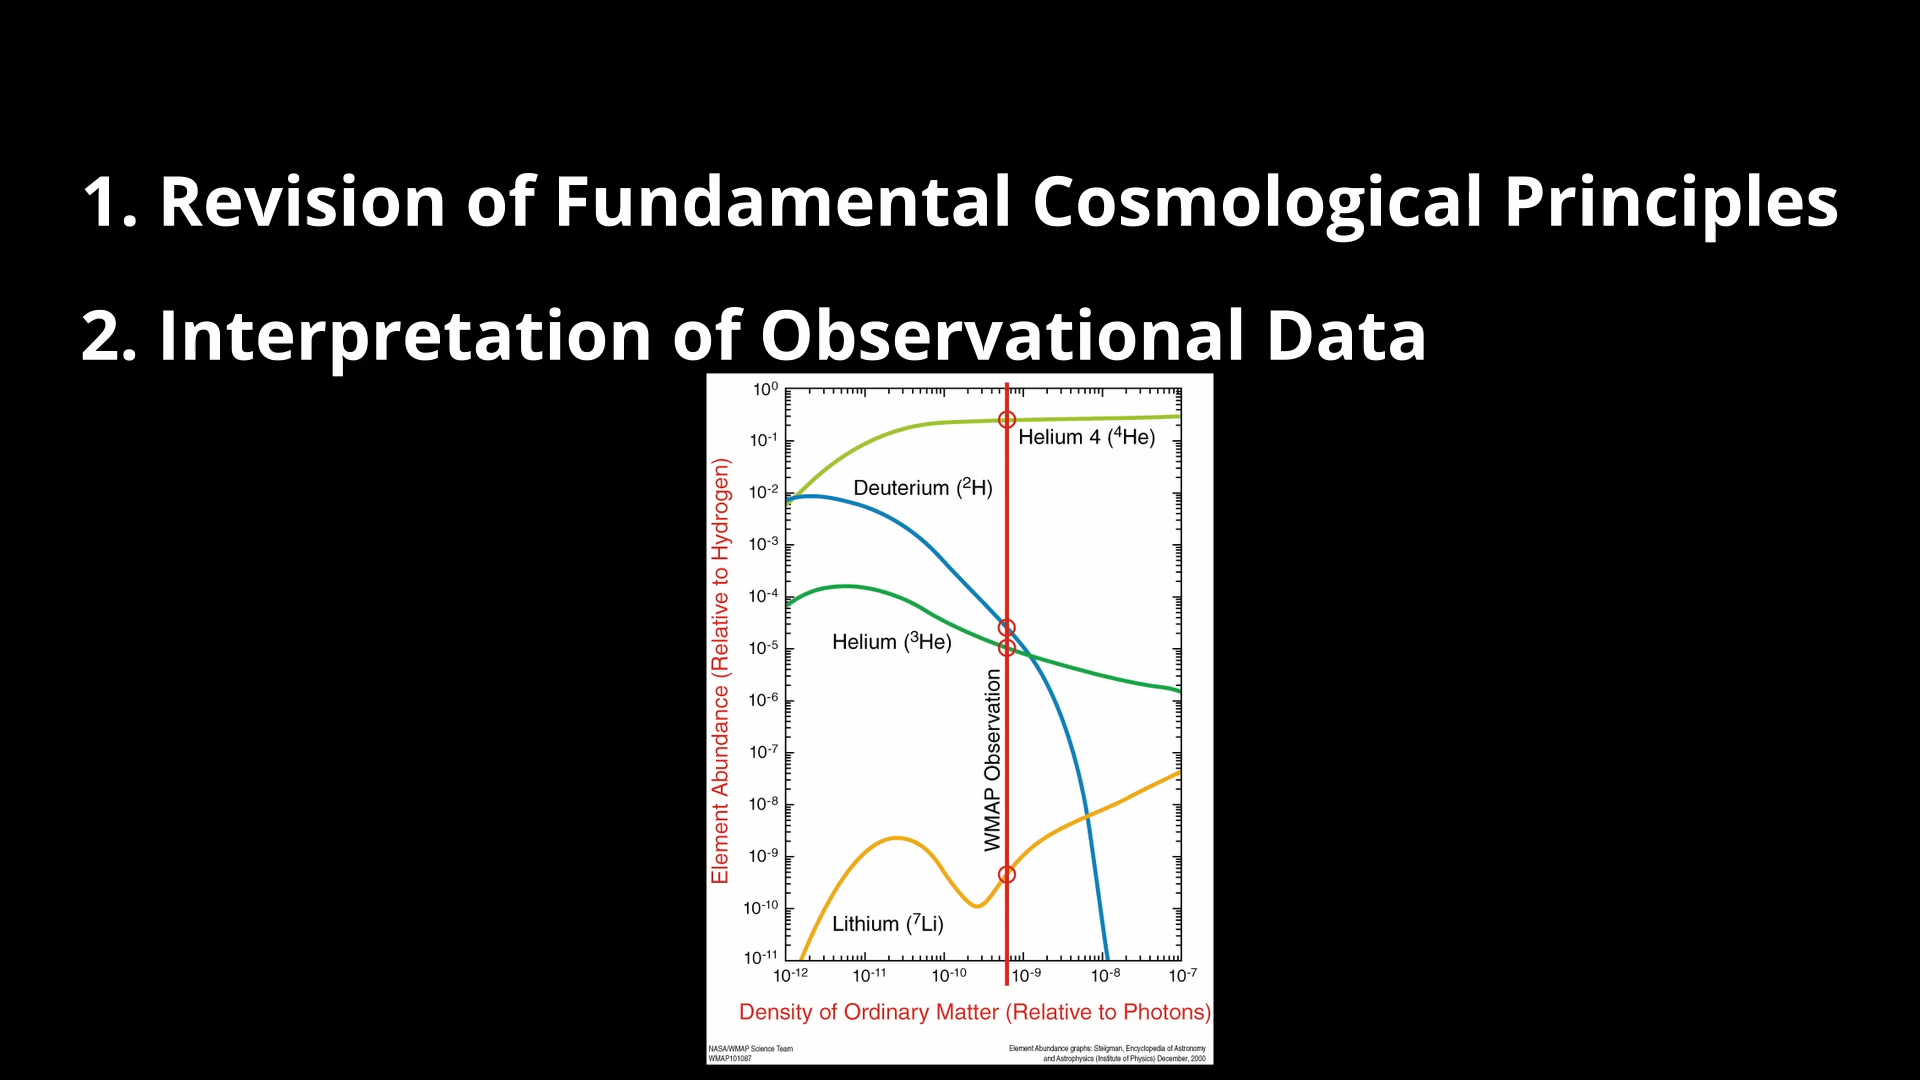 1. Revision of Fundamental Cosmological Principles
2. Interpretation of Observational Data
10⁰
10⁻¹
10⁻²
10⁻³
10⁻⁴
10⁻⁵
10⁻⁶
10⁻⁷
10⁻⁸
10⁻⁹
10⁻¹⁰
10⁻¹¹
Element Abundance (Relative to Hydrogen)
Helium 4 (⁴He)
Deuterium (²H)
Helium (³He)
WMAP Observation
Lithium (⁷Li)
10⁻¹² 10⁻¹¹ 10⁻¹⁰ 10⁻⁹ 10⁻⁸ 10⁻⁷
Density of Ordinary Matter (Relative to Photons)
NASA/WMAP Science Team
WMAP101087
Element Abundance graphs: Steigman, Encyclopedia of Astronomy
and Astrophysics (Institute of Physics) December, 2000